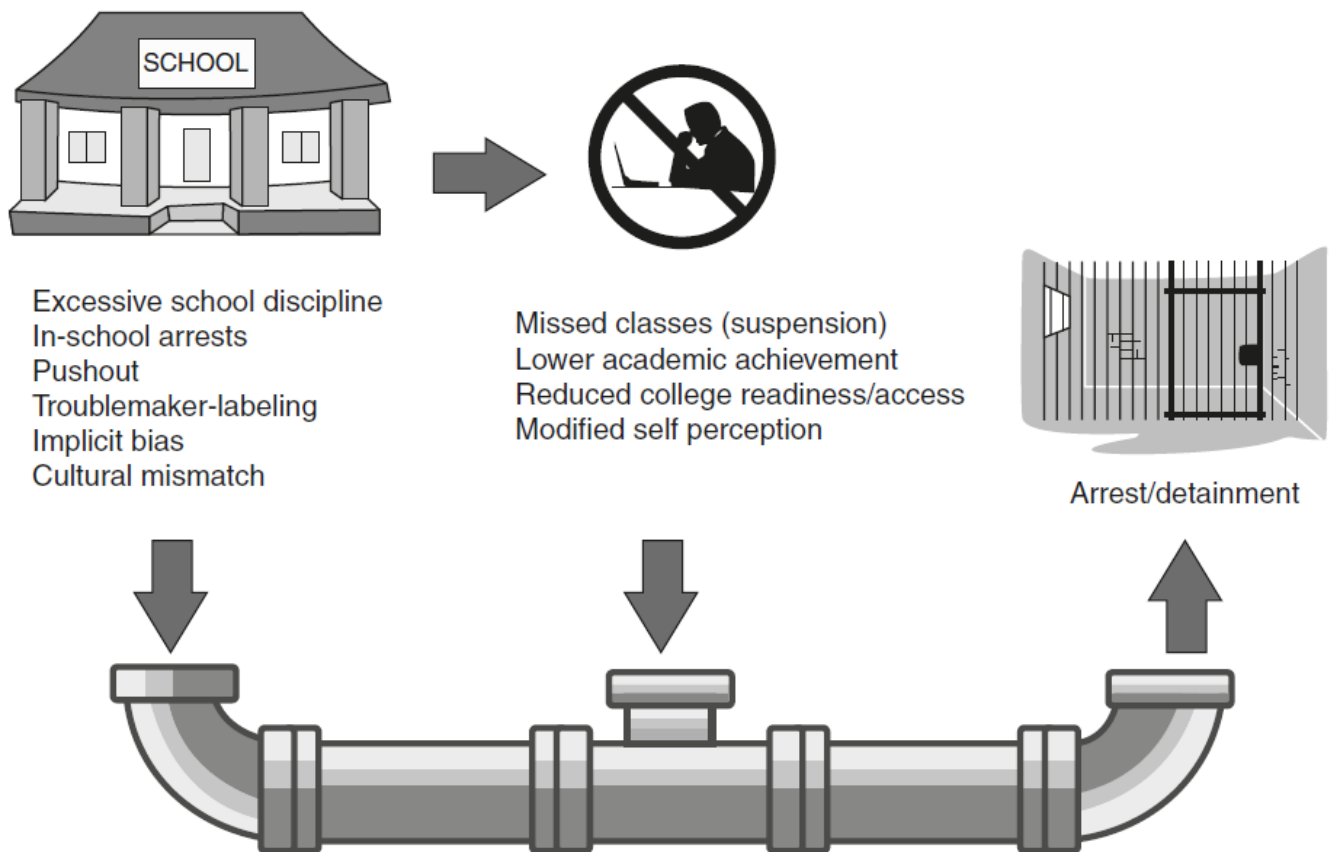 SCHOOL
Excessive school discipline
In-school arrests
Pushout
Troublemaker-labeling
Implicit bias
Cultural mismatch
Missed classes (suspension)
Lower academic achievement
Reduced college readiness/access
Modified self perception
Arrest/detainment